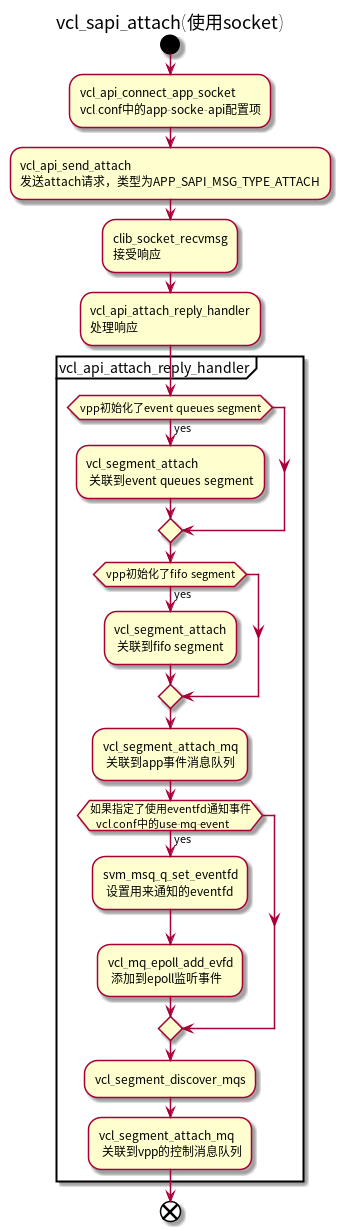 vcl_sapi_attach(使用socket)
vcl_api_connect_app_socket
vcl.conf中的app-socke-api配置项
vcl_api_send_attach
发送attach请求，类型为APP_SAPI_MSG_TYPE_ATTACH
clib_socket_recvmsg
接受响应
vcl_api_attach_reply_handler
处理响应
vcl_api_attach_reply_handler
vpp初始化了event queues segment
yes
vcl_segment_attach
关联到event queues segment
vpp初始化了fifo segment
yes
vcl_segment_attach
关联到fifo segment
vcl_segment_attach_mq
关联到app事件消息队列
如果指定了使用eventfd通知事件
vcl.conf中的use-mq-event
yes
svm_msq_q_set_eventfd
设置用来通知的eventfd
vcl_mq_epoll_add_evfd
添加到epoll监听事件
vcl_segment_discover_mqs
vcl_segment_attach_mq
关联到vpp的控制消息队列